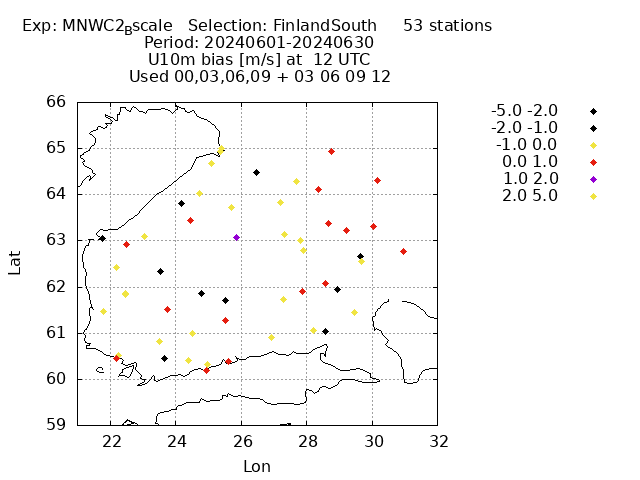 Exp: MNWC2_Bscale   Selection: FinlandSouth     53 stations
Period: 20240601-20240630
U10m bias [m/s] at  12 UTC
Used 00,03,06,09 + 03 06 09 12
-5.0 -2.0
-2.0 -1.0
-1.0 0.0
0.0 1.0
1.0 2.0
2.0 5.0
66
65
64
63
62
61
60
59
Lat
22 24 26 28 30 32
Lon